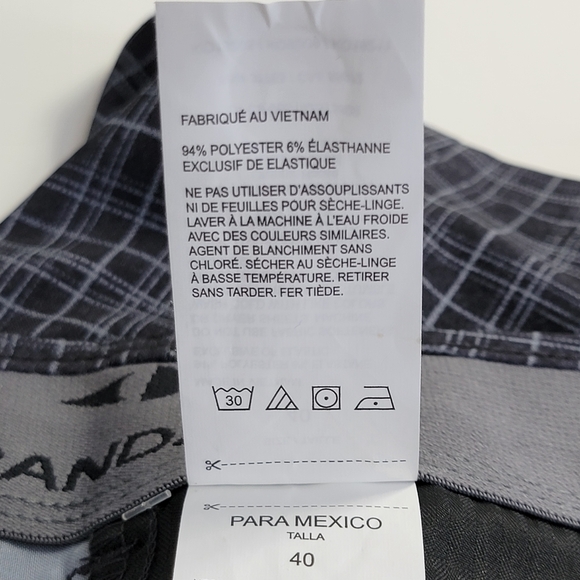 FABRIQUÉ AU VIETNAM
94% POLYESTER 6% ÉLASTHANNE
EXCLUSIF DE ELASTIQUE
NE PAS UTILISER D'ASSOUPLISSANTS
NI DE FEUILLES POUR SÈCHE-LINGE.
LAVER À LA MACHINE À L'EAU FROIDE
AVEC DES COULEURS SIMILAIRES.
AGENT DE BLANCHIMENT SANS
CHLORÉ. SÉCHER AU SÈCHE-LINGE
À BASSE TEMPÉRATURE. RETIRER
SANS TARDER. FER TIÈDE.
30
AND
PARA MEXICO
TALLA
40